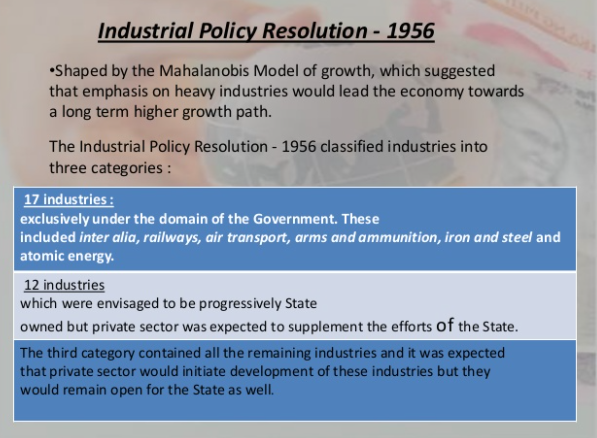 Industrial Policy Resolution - 1956
•Shaped by the Mahalanobis Model of growth, which suggested
that emphasis on heavy industries would lead the economy towards
a long term higher growth path.
The Industrial Policy Resolution - 1956 classified industries into
three categories :
17 industries :
exclusively under the domain of the Government. These
included inter alia, railways, air transport, arms and ammunition, iron and steel and
atomic energy.
12 industries
which were envisaged to be progressively State
owned but private sector was expected to supplement the efforts of the State.
The third category contained all the remaining industries and it was expected
that private sector would initiate development of these industries but they
would remain open for the State as well.